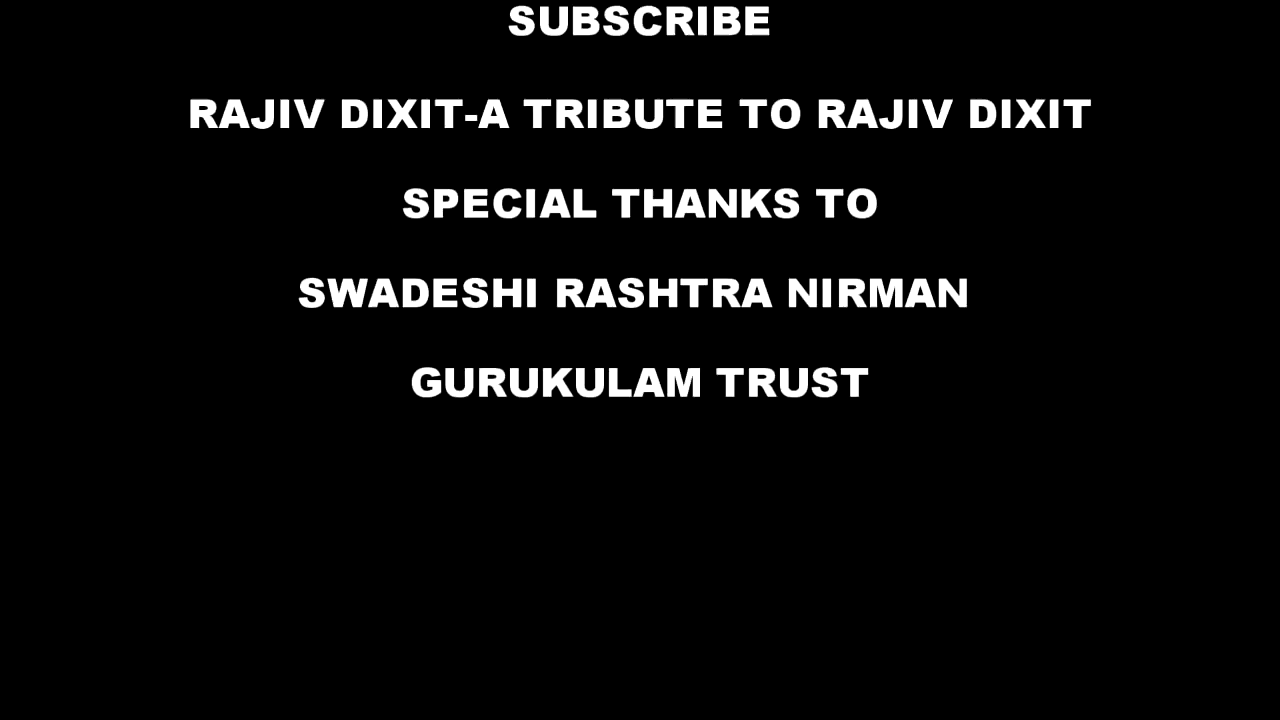 SUBSCRIBE
RAJIV DIXIT-A TRIBUTE TO RAJIV DIXIT
SPECIAL THANKS TO
SWADESHI RASHTRA NIRMAN
GURUKULAM TRUST